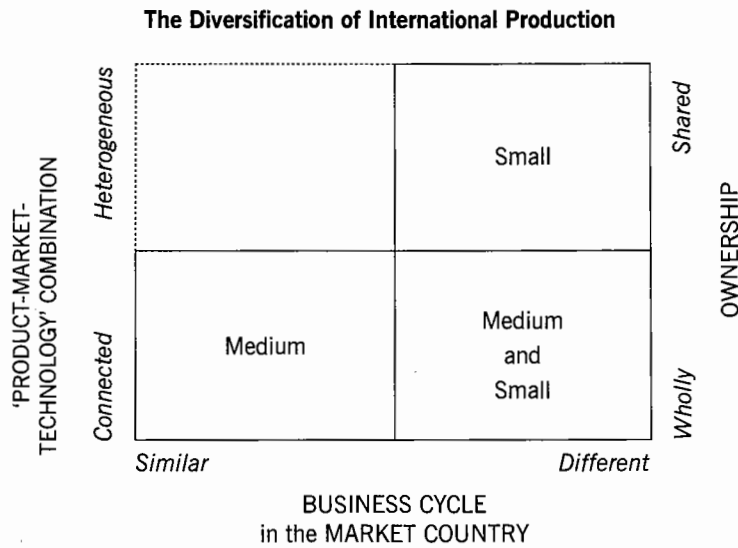 The Diversification of International Production
'PRODUCT-MARKET-
TECHNOLOGY' COMBINATION
Heterogeneous
Connected
Small
Medium
Medium
and
Small
Shared
Wholly
OWNERSHIP
Similar
Different
BUSINESS CYCLE
in the MARKET COUNTRY